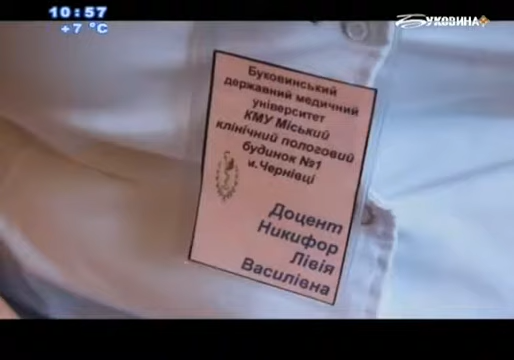 10:57
+7 °C
Буковина
Буковинський
державний медичний
університет
КМУ Міський
клінічний пологовий
будинок №1
м.Чернівці
Доцент
Никифор
Лівія
Василівна